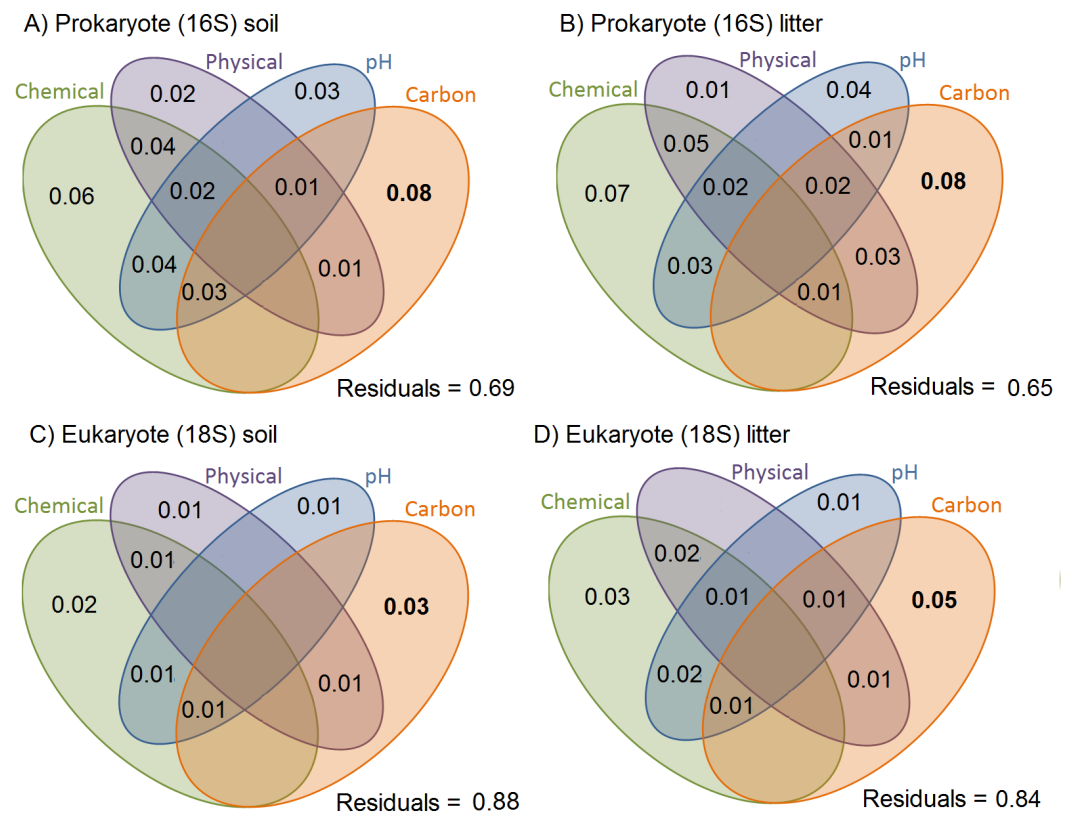 A) Prokaryote (16S) soil
Physical
pH
Chemical
Carbon
0.02
0.03
0.04
0.06
0.02
0.01
0.08
0.04
0.01
0.03
Residuals = 0.69
B) Prokaryote (16S) litter
Physical
pH
Chemical
Carbon
0.01
0.04
0.05
0.01
0.07
0.02
0.02
0.08
0.03
0.03
0.01
Residuals = 0.65
C) Eukaryote (18S) soil
Physical
pH
Chemical
Carbon
0.01
0.01
0.01
0.02
0.03
0.01
0.01
0.01
Residuals = 0.88
D) Eukaryote (18S) litter
Physical
pH
Chemical
Carbon
0.01
0.02
0.03
0.01
0.01
0.05
0.02
0.01
0.01
Residuals = 0.84